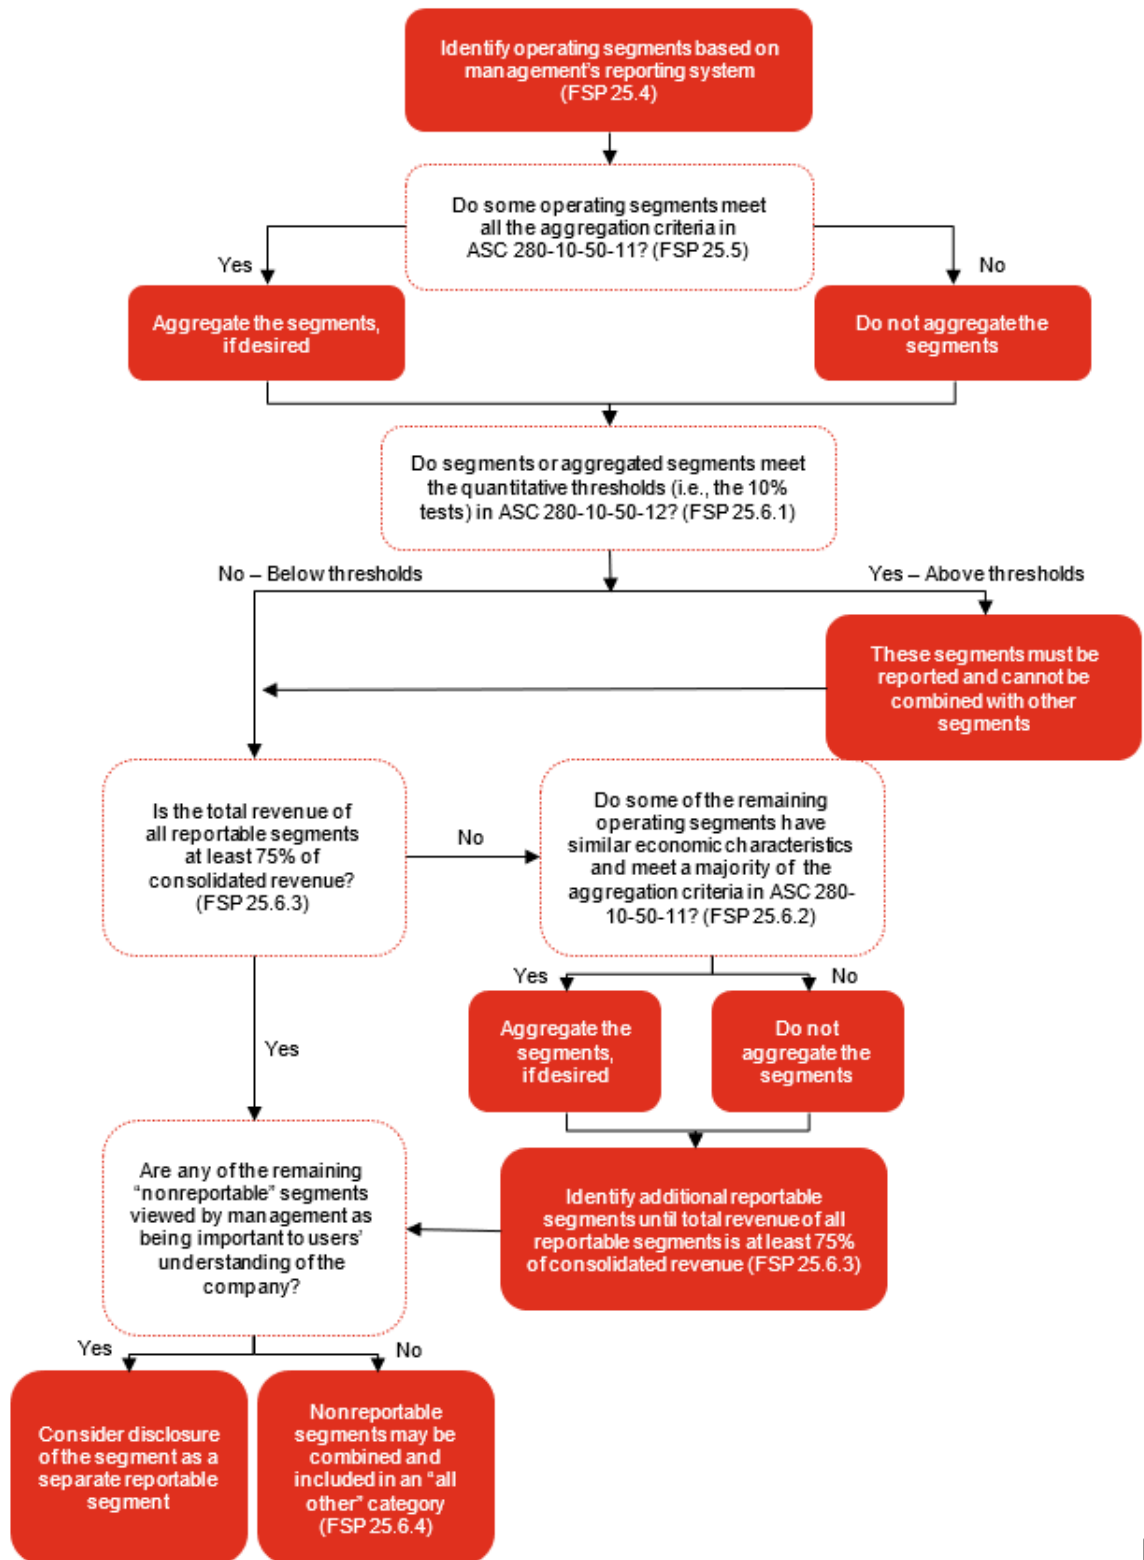 Identify operating segments based on
management's reporting system
(FSP 25.4)
Do some operating segments meet
all the aggregation criteria in
ASC 280-10-50-11? (FSP 25.5)
Yes
No
Aggregate the segments,
if desired
Do not aggregate the
segments
Do segments or aggregated segments meet
the quantitative thresholds (i.e., the 10%
tests) in ASC 280-10-50-12? (FSP 25.6.1)
No – Below thresholds
Yes – Above thresholds
These segments must be
reported and cannot be
combined with other
segments
Is the total revenue of
all reportable segments
at least 75% of
consolidated revenue?
(FSP 25.6.3)
No
Do some of the remaining
operating segments have
similar economic characteristics
and meet a majority of the
aggregation criteria in ASC 280-
10-50-11? (FSP 25.6.2)
Yes
No
Aggregate the
segments,
if desired
Do not
aggregate the
segments
Yes
Identify additional reportable
segments until total revenue of all
reportable segments is at least 75%
of consolidated revenue (FSP 25.6.3)
Are any of the remaining
"nonreportable" segments
viewed by management as
being important to users'
understanding of the
company?
Yes
No
Consider disclosure
of the segment as a
separate reportable
segment
Nonreportable
segments may be
combined and
included in an "all
other" category
(FSP 25.6.4)